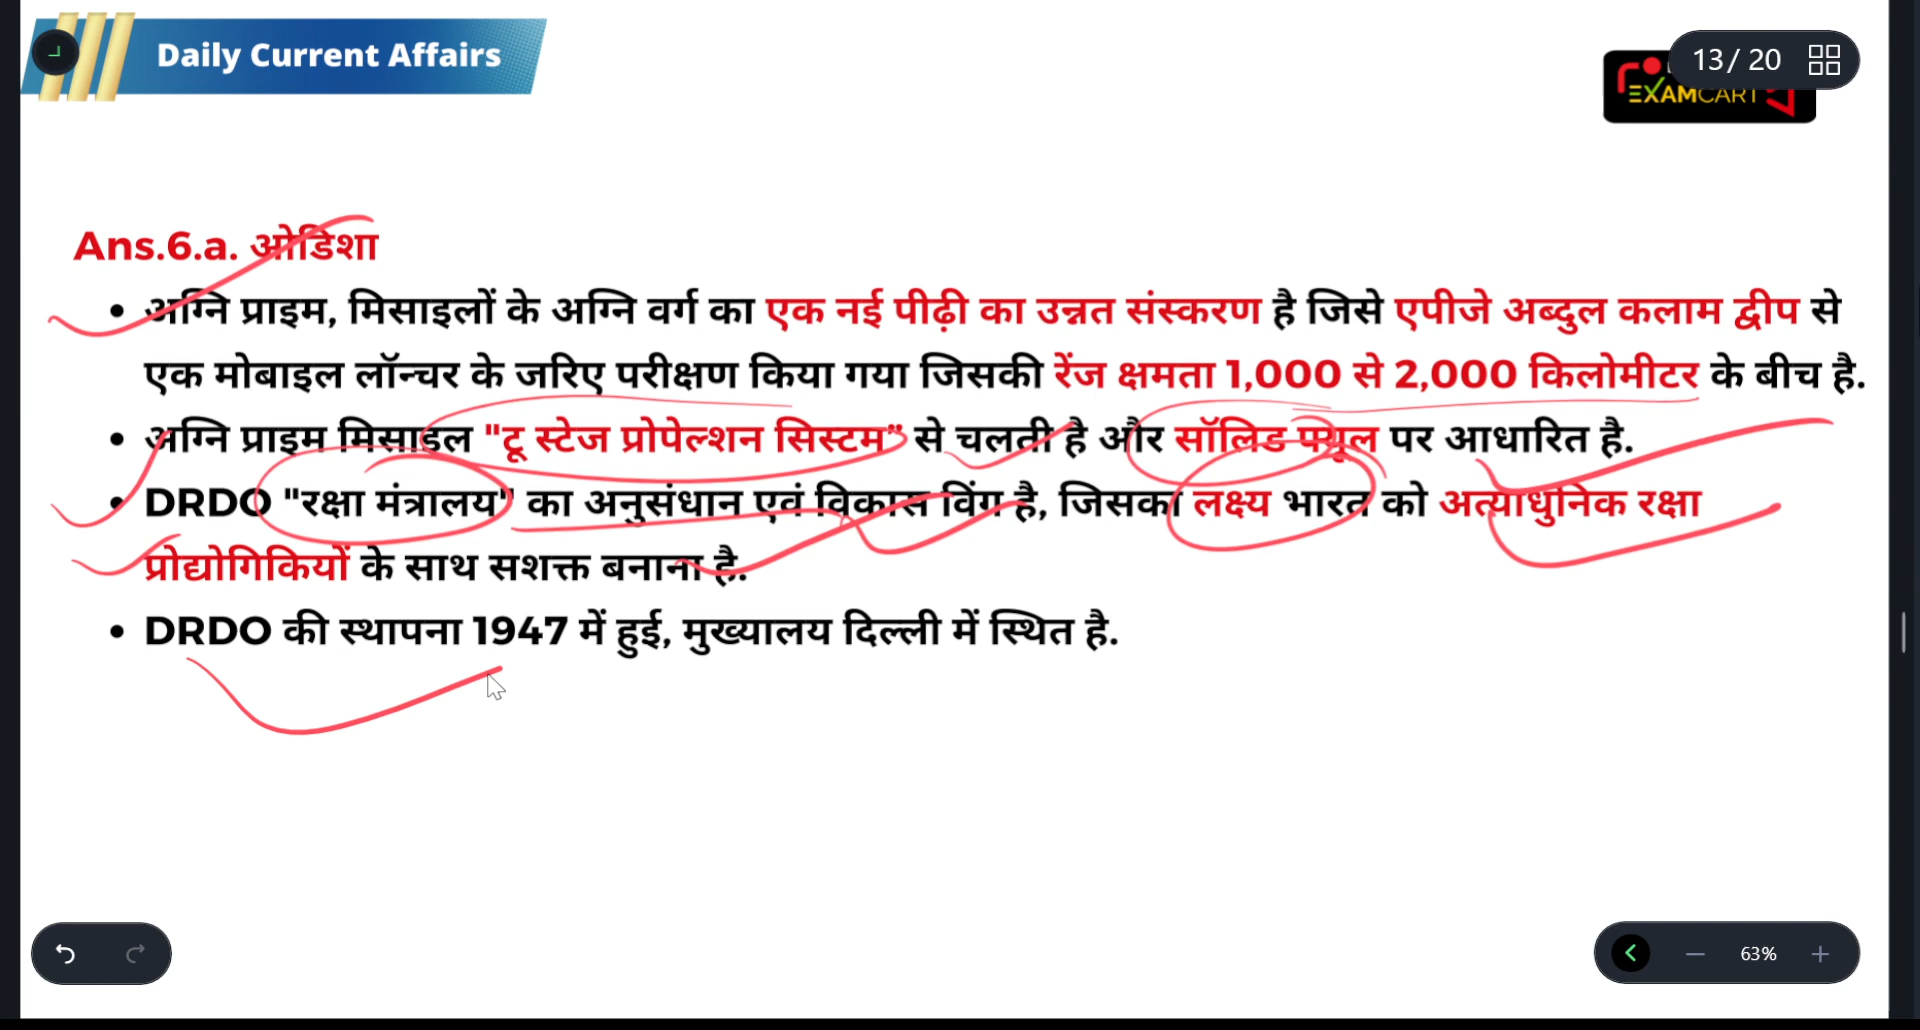 Daily Current Affairs
13/ 20
EXAMCART
Ans.6.a. ओडिशा
• अग्नि प्राइम, मिसाइलों के अग्नि वर्ग का एक नई पीढ़ी का उन्नत संस्करण है जिसे एपीजे अब्दुल कलाम द्वीप से
एक मोबाइल लॉन्चर के जरिए परीक्षण किया गया जिसकी रेंज क्षमता 1,000 से 2,000 किलोमीटर के बीच है.
• अग्नि प्राइम मिसाइल "टू स्टेज प्रोपेल्शन सिस्टम" से चलती है और सॉलिड फ्यूल पर आधारित है.
• DRDO "रक्षा मंत्रालय" का अनुसंधान एवं विकास विंग है, जिसका लक्ष्य भारत को अत्याधुनिक रक्षा
प्रोद्योगिकियों के साथ सशक्त बनाना है.
• DRDO की स्थापना 1947 में हुई, मुख्यालय दिल्ली में स्थित है.
63%